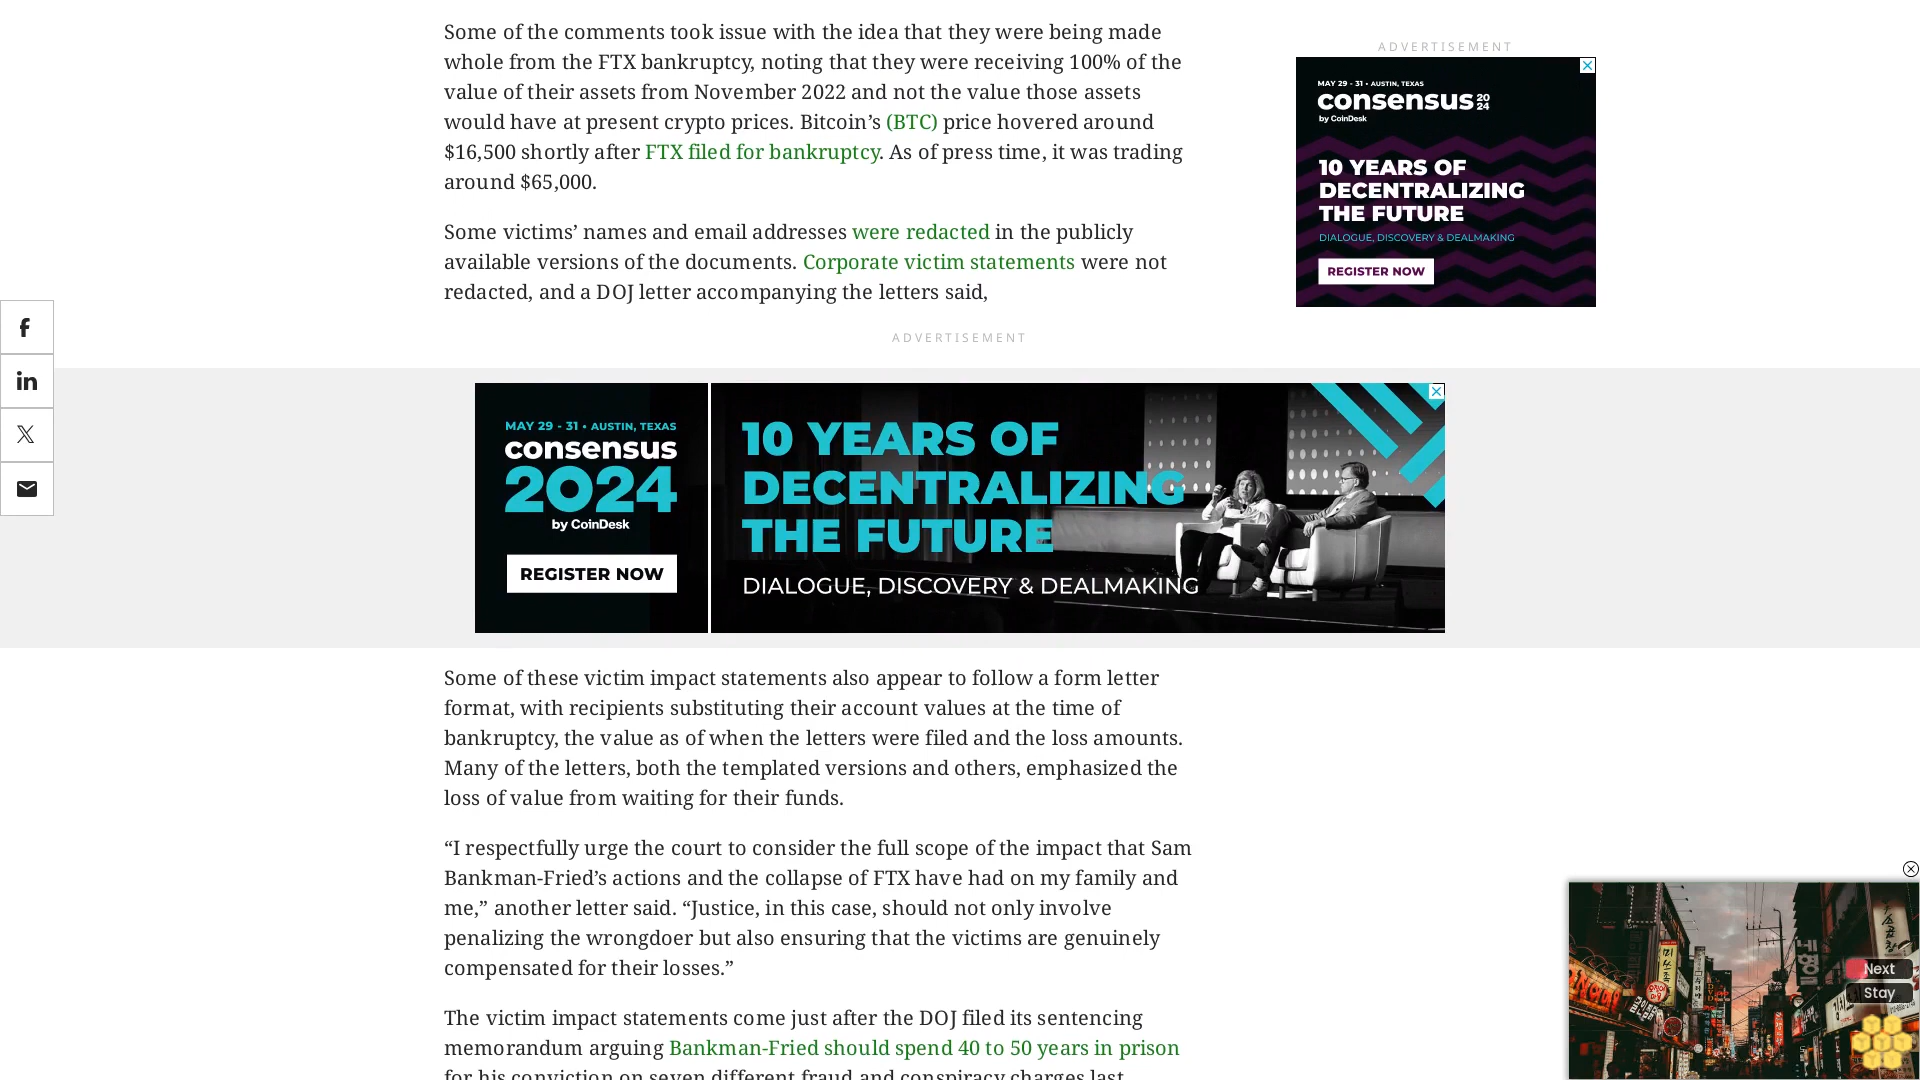 Some of the comments took issue with the idea that they were being made
whole from the FTX bankruptcy, noting that they were receiving 100% of the
value of their assets from November 2022 and not the value those assets
would have at present crypto prices. Bitcoin’s (BTC) price hovered around
$16,500 shortly after FTX filed for bankruptcy. As of press time, it was trading
around $65,000.
Some victims’ names and email addresses were redacted in the publicly
available versions of the documents. Corporate victim statements were not
redacted, and a DOJ letter accompanying the letters said,
ADVERTISEMENT
MAY 29 - 31 • AUSTIN, TEXAS
consensus 2024
by CoinDesk
10 YEARS OF
DECENTRALIZING
THE FUTURE
DIALOGUE, DISCOVERY & DEALMAKING
REGISTER NOW
ADVERTISEMENT
MAY 29 - 31 • AUSTIN, TEXAS
consensus
2024
by CoinDesk
REGISTER NOW
10 YEARS OF
DECENTRALIZING
THE FUTURE
DIALOGUE, DISCOVERY & DEALMAKING
Some of these victim impact statements also appear to follow a form letter
format, with recipients substituting their account values at the time of
bankruptcy, the value as of when the letters were filed and the loss amounts.
Many of the letters, both the templated versions and others, emphasized the
loss of value from waiting for their funds.
“I respectfully urge the court to consider the full scope of the impact that Sam
Bankman-Fried’s actions and the collapse of FTX have had on my family and
me,” another letter said. “Justice, in this case, should not only involve
penalizing the wrongdoer but also ensuring that the victims are genuinely
compensated for their losses.”
The victim impact statements come just after the DOJ filed its sentencing
memorandum arguing Bankman-Fried should spend 40 to 50 years in prison
for his conviction on seven different fraud and conspiracy charges last
Next
Stay